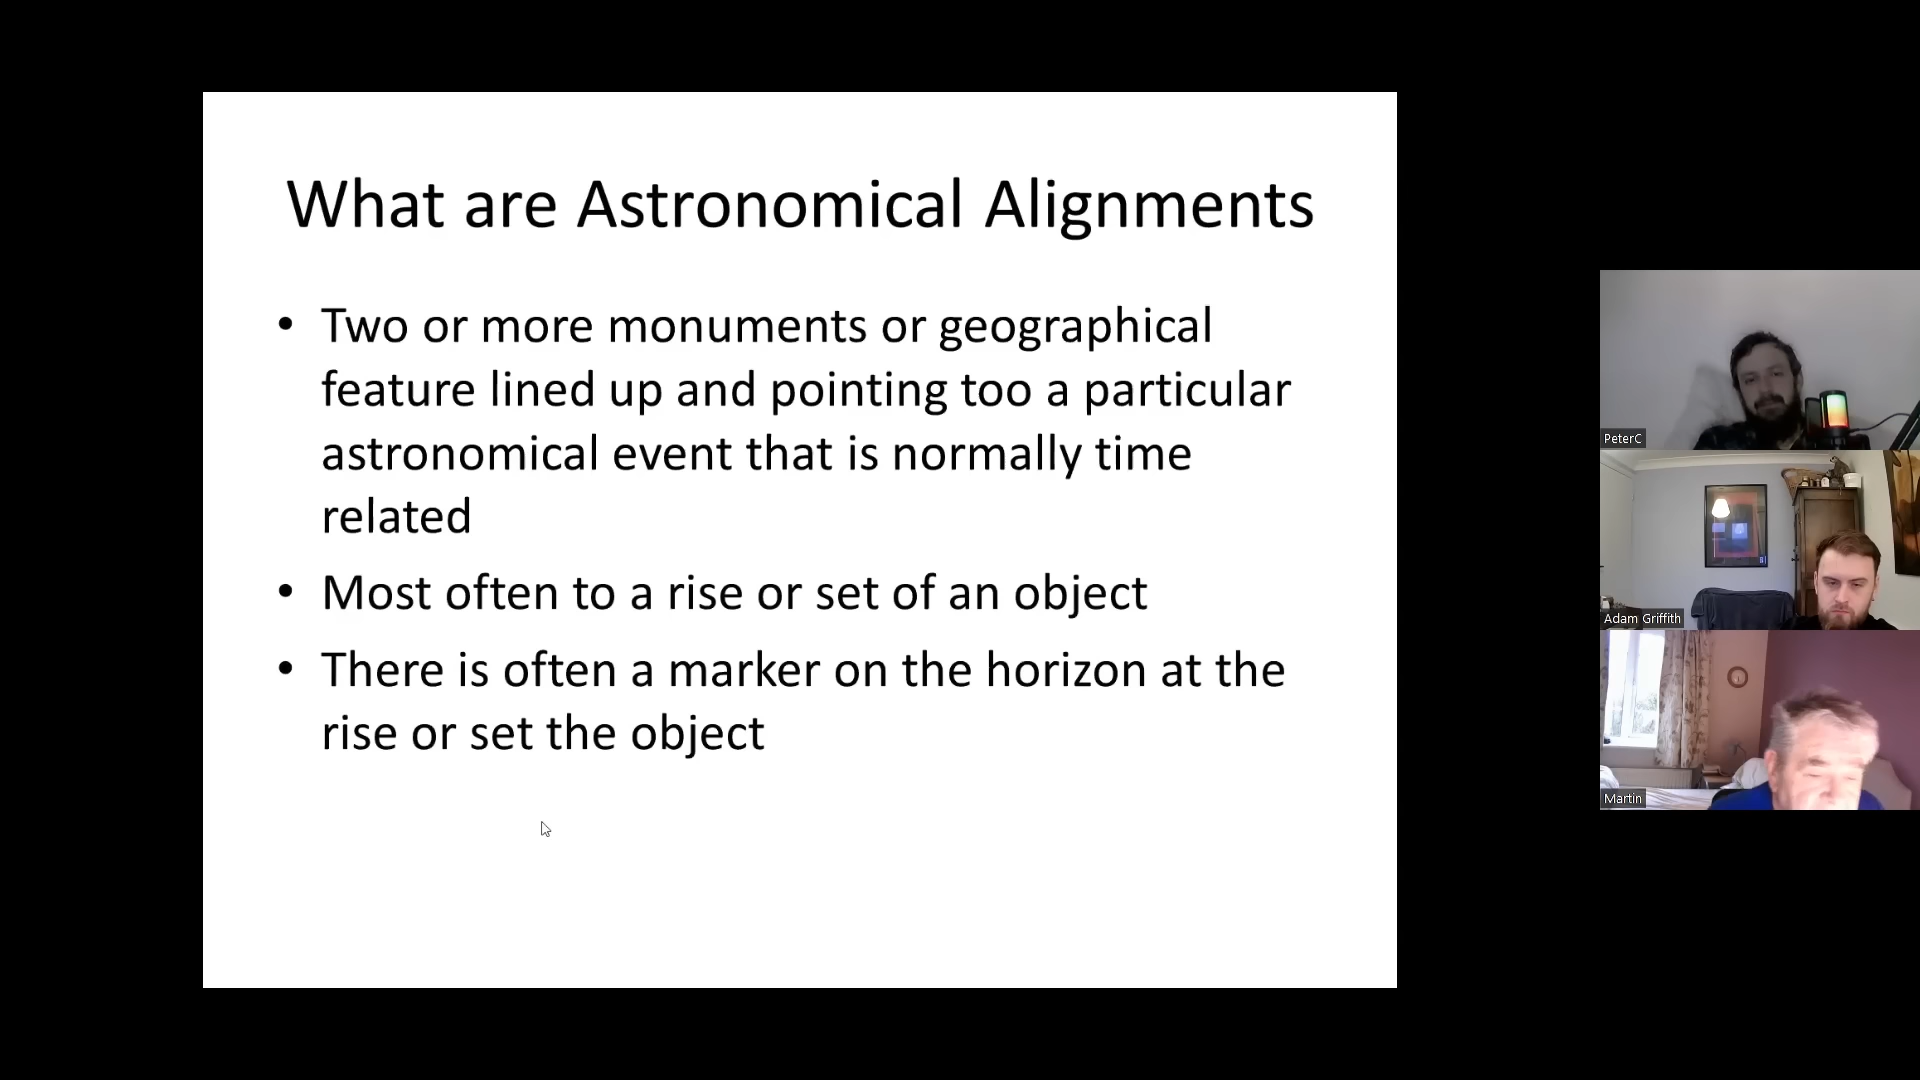 What are Astronomical Alignments
• Two or more monuments or geographical
feature lined up and pointing too a particular
astronomical event that is normally time
related
• Most often to a rise or set of an object
• There is often a marker on the horizon at the
rise or set the object
PeterC
Adam Griffith
Martin